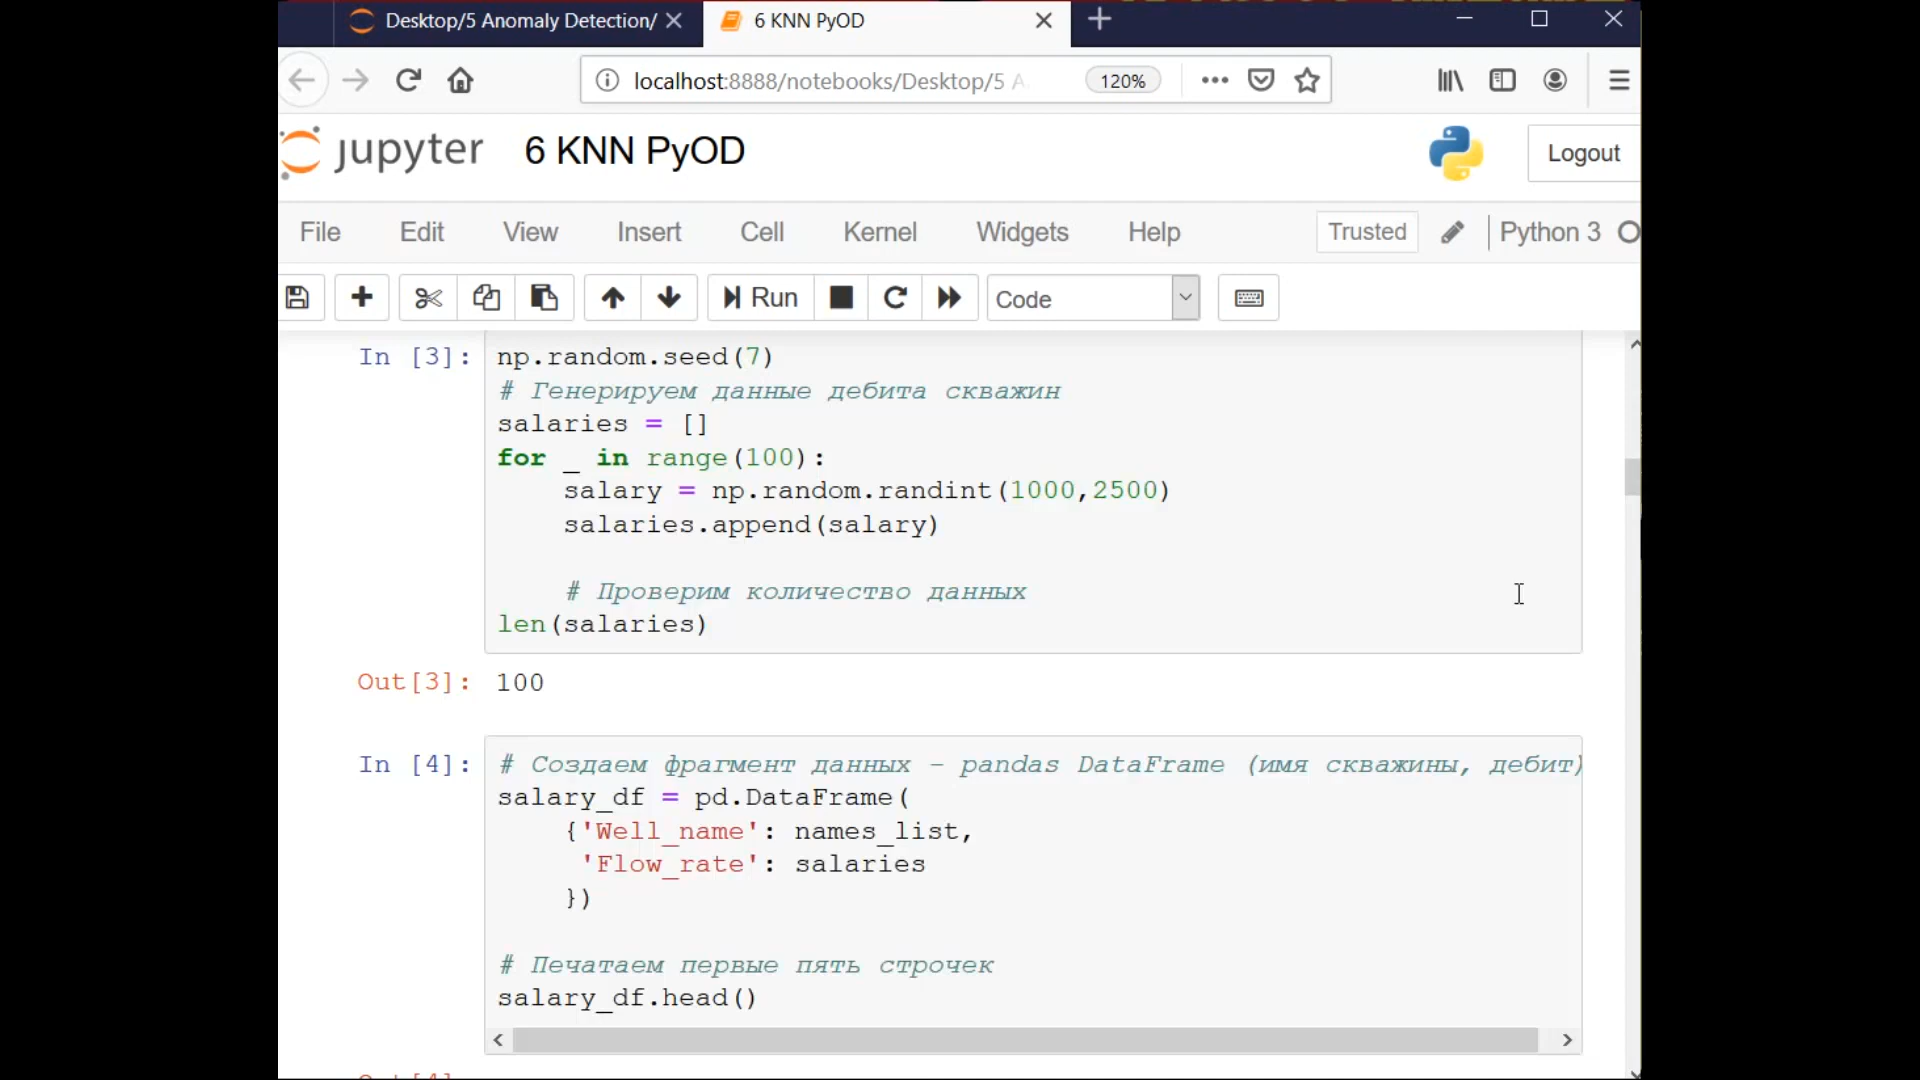 Desktop/5 Anomaly Detection/
6 KNN PyOD
localhost:8888/notebooks/Desktop/5 A
120%
jupyter
6 KNN PyOD
Logout
File Edit View Insert Cell Kernel Widgets Help
Trusted
Python 3
Run
Code
In [3]:
np.random.seed(7)
# Генерируем данные дебита скважин
salaries = []
for _ in range(100):
    salary = np.random.randint(1000,2500)
    salaries.append(salary)
    # Проверим количество данных
len(salaries)
Out[3]: 100
In [4]:
# Создаем фрагмент данных - pandas DataFrame (имя скважины, дебит)
salary_df = pd.DataFrame(
    {'Well_name': names_list,
     'Flow_rate': salaries
    })
# Печатаем первые пять строчек
salary_df.head()